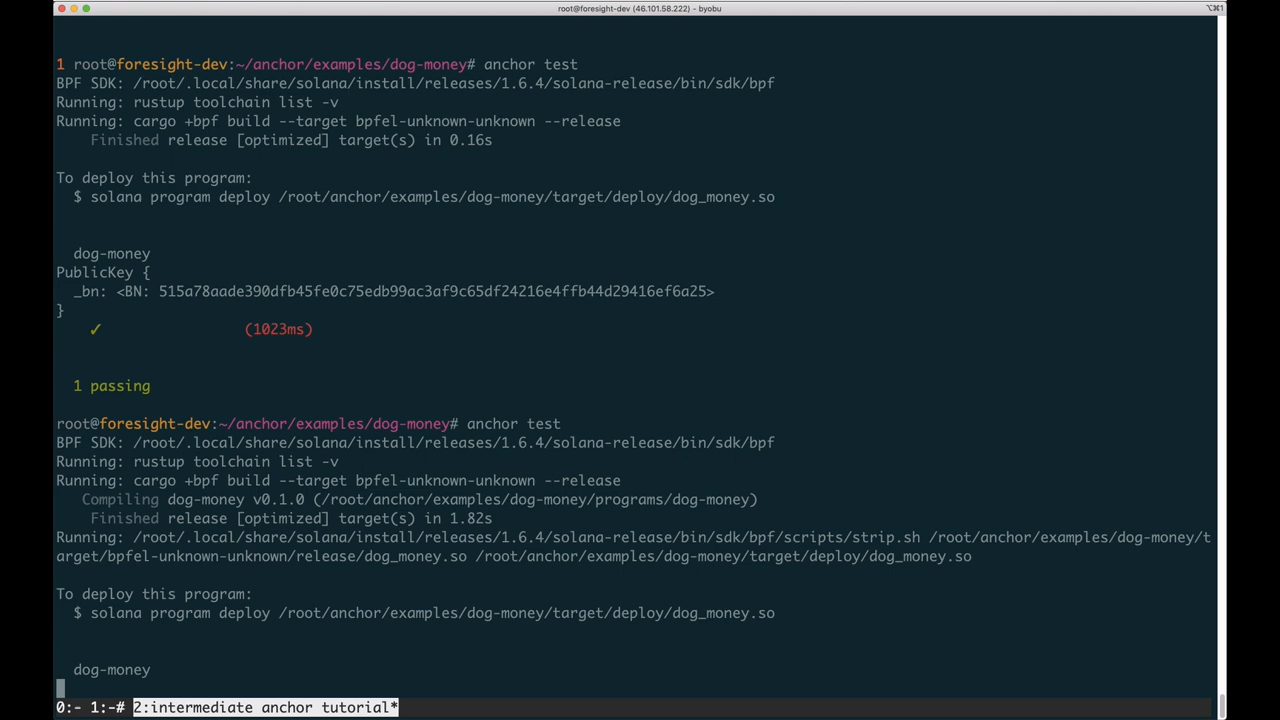 root@foresight-dev (46.101.58.222) - byobu
⌥⌘1
1 root@foresight-dev:~/anchor/examples/dog-money# anchor test
BPF SDK: /root/.local/share/solana/install/releases/1.6.4/solana-release/bin/sdk/bpf
Running: rustup toolchain list -v
Running: cargo +bpf build --target bpfel-unknown-unknown --release
Finished release [optimized] target(s) in 0.16s
To deploy this program:
$ solana program deploy /root/anchor/examples/dog-money/target/deploy/dog_money.so
dog-money
PublicKey {
_bn: <BN: 515a78aade390dfb45fe0c75edb99ac3af9c65df24216e4ffb44d29416ef6a25>
}
✓ (1023ms)
1 passing
root@foresight-dev:~/anchor/examples/dog-money# anchor test
BPF SDK: /root/.local/share/solana/install/releases/1.6.4/solana-release/bin/sdk/bpf
Running: rustup toolchain list -v
Running: cargo +bpf build --target bpfel-unknown-unknown --release
Compiling dog-money v0.1.0 (/root/anchor/examples/dog-money/programs/dog-money)
Finished release [optimized] target(s) in 1.82s
Running: /root/.local/share/solana/install/releases/1.6.4/solana-release/bin/sdk/bpf/scripts/strip.sh /root/anchor/examples/dog-money/t
arget/bpfel-unknown-unknown/release/dog_money.so /root/anchor/examples/dog-money/target/deploy/dog_money.so
To deploy this program:
$ solana program deploy /root/anchor/examples/dog-money/target/deploy/dog_money.so
dog-money
0:- 1:-# 2:intermediate anchor tutorial*